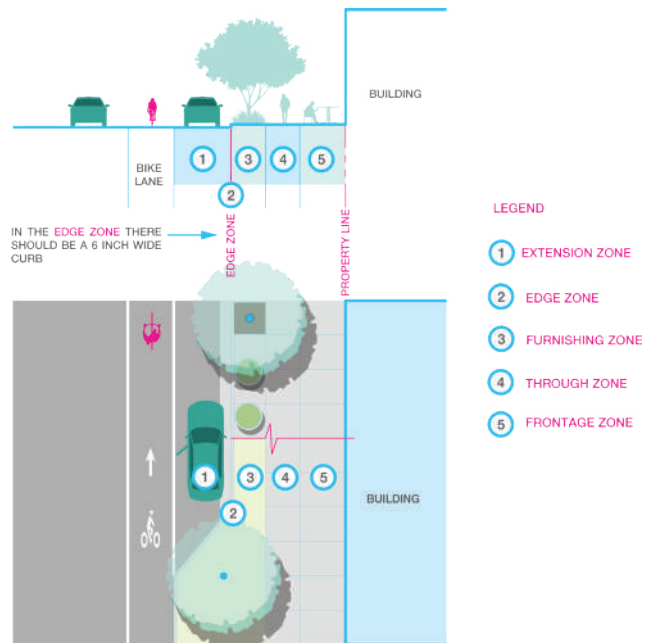 BUILDING
1
3
4
5
BIKE
LANE
2
IN THE EDGE ZONE THERE
SHOULD BE A 6 INCH WIDE
CURB
EDGE ZONE
PROPERTY LINE
LEGEND
1 EXTENSION ZONE
2 EDGE ZONE
3 FURNISHING ZONE
4 THROUGH ZONE
5 FRONTAGE ZONE
1
3
4
5
2
BUILDING